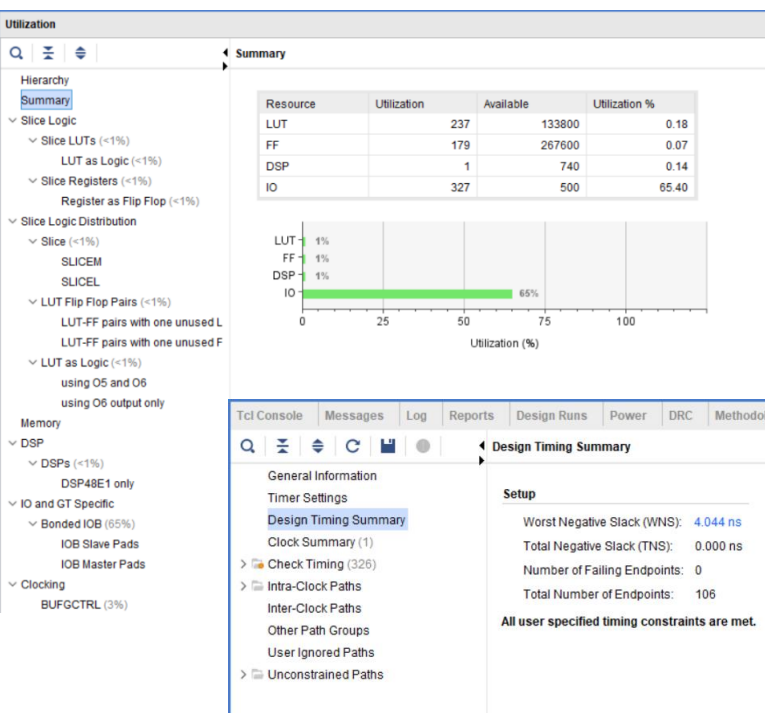 Utilization
Summary
Hierarchy
Summary
Slice Logic
Slice LUTs (<1%)
LUT as Logic (<1%)
Slice Registers (<1%)
Register as Flip Flop (<1%)
Slice Logic Distribution
Slice (<1%)
SLICEM
SLICEL
LUT Flip Flop Pairs (<1%)
LUT-FF pairs with one unused L
LUT-FF pairs with one unused F
LUT as Logic (<1%)
using O5 and O6
using O6 output only
Memory
DSP
DSPs (<1%)
DSP48E1 only
IO and GT Specific
Bonded IOB (65%)
IOB Slave Pads
IOB Master Pads
Clocking
BUFGCTRL (3%)
Resource Utilization Available Utilization %
LUT 237 133800 0.18
FF 179 267600 0.07
DSP 1 740 0.14
IO 327 500 65.40
LUT 1%
FF 1%
DSP 1%
IO 65%
0 25 50 75 100
Utilization (%)
Tcl Console Messages Log Reports Design Runs Power DRC Methodol
Design Timing Summary
General Information
Timer Settings
Design Timing Summary
Clock Summary (1)
Check Timing (326)
Intra-Clock Paths
Inter-Clock Paths
Other Path Groups
User Ignored Paths
Unconstrained Paths
Setup
Worst Negative Slack (WNS): 4.044 ns
Total Negative Slack (TNS): 0.000 ns
Number of Failing Endpoints: 0
Total Number of Endpoints: 106
All user specified timing constraints are met.